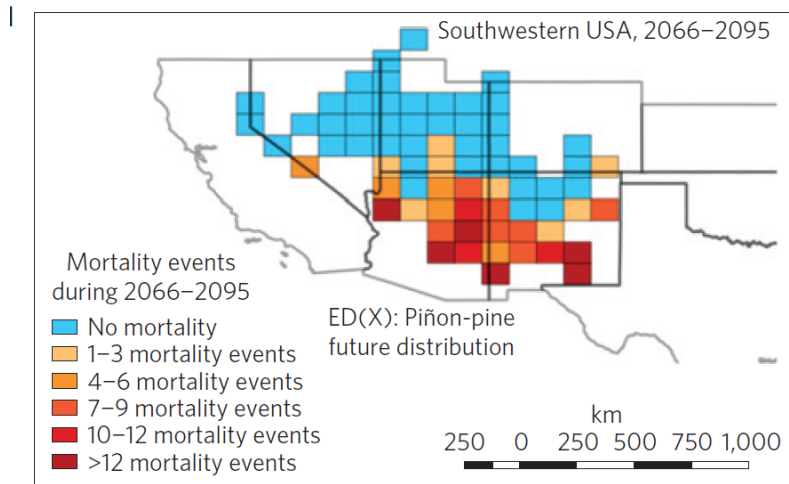 l
Southwestern USA, 2066–2095
Mortality events
during 2066–2095
No mortality
1–3 mortality events
4–6 mortality events
7–9 mortality events
10–12 mortality events
>12 mortality events
ED(X): Piñon-pine
future distribution
km
250 0 250 500 750 1,000